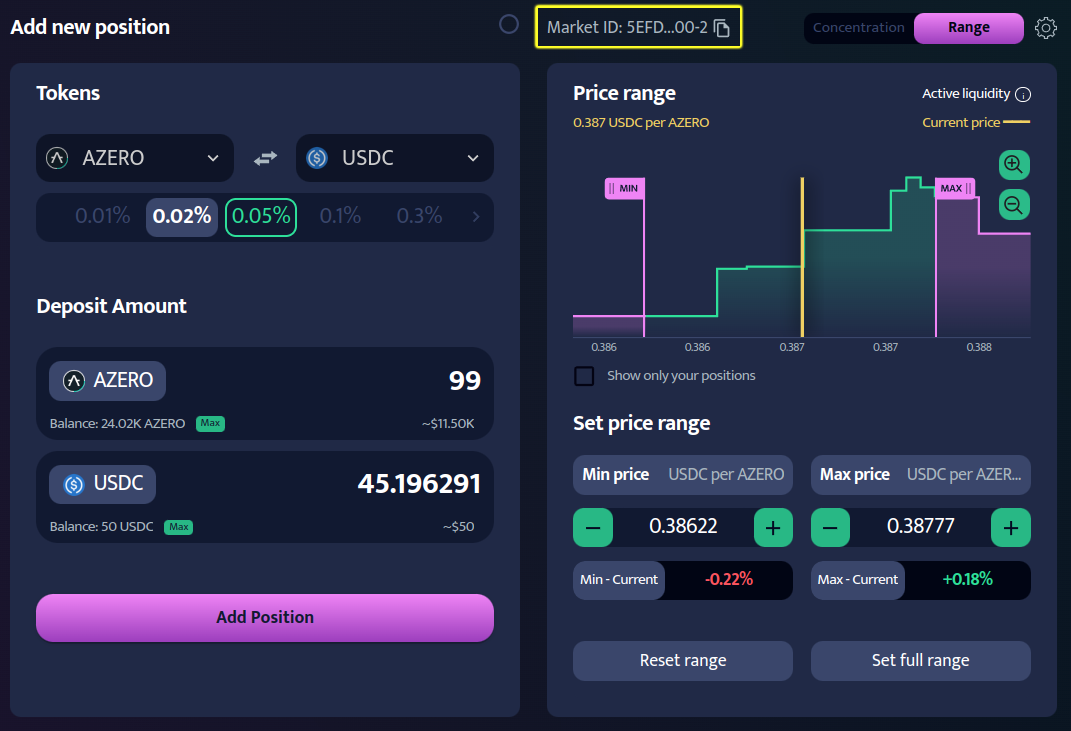 Add new position
Market ID: 5EFD...00-2
Concentration
Range
Tokens
AZERO
USDC
0.01%
0.02%
0.05%
0.1%
0.3%
Deposit Amount
AZERO
99
Balance: 24.02K AZERO
Max
~$11.50K
USDC
45.196291
Balance: 50 USDC
Max
~$50
Add Position
Price range
Active liquidity
0.387 USDC per AZERO
Current price
MIN
MAX
0.386
0.386
0.387
0.387
0.388
Show only your positions
Set price range
Min price
USDC per AZERO
Max price
USDC per AZER...
0.38622
0.38777
Min - Current
-0.22%
Max - Current
+0.18%
Reset range
Set full range